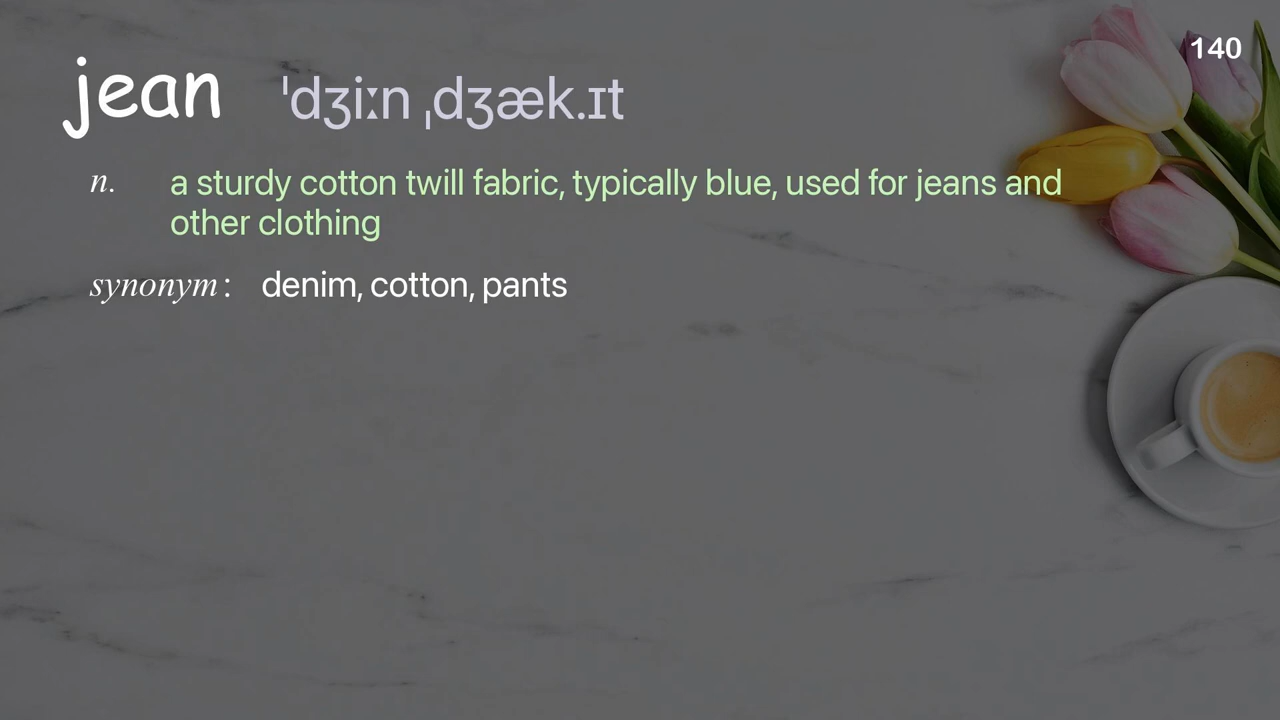 140
jean ˈdʒiːn ˌdʒæk.ɪt
n. a sturdy cotton twill fabric, typically blue, used for jeans and
other clothing
synonym: denim, cotton, pants